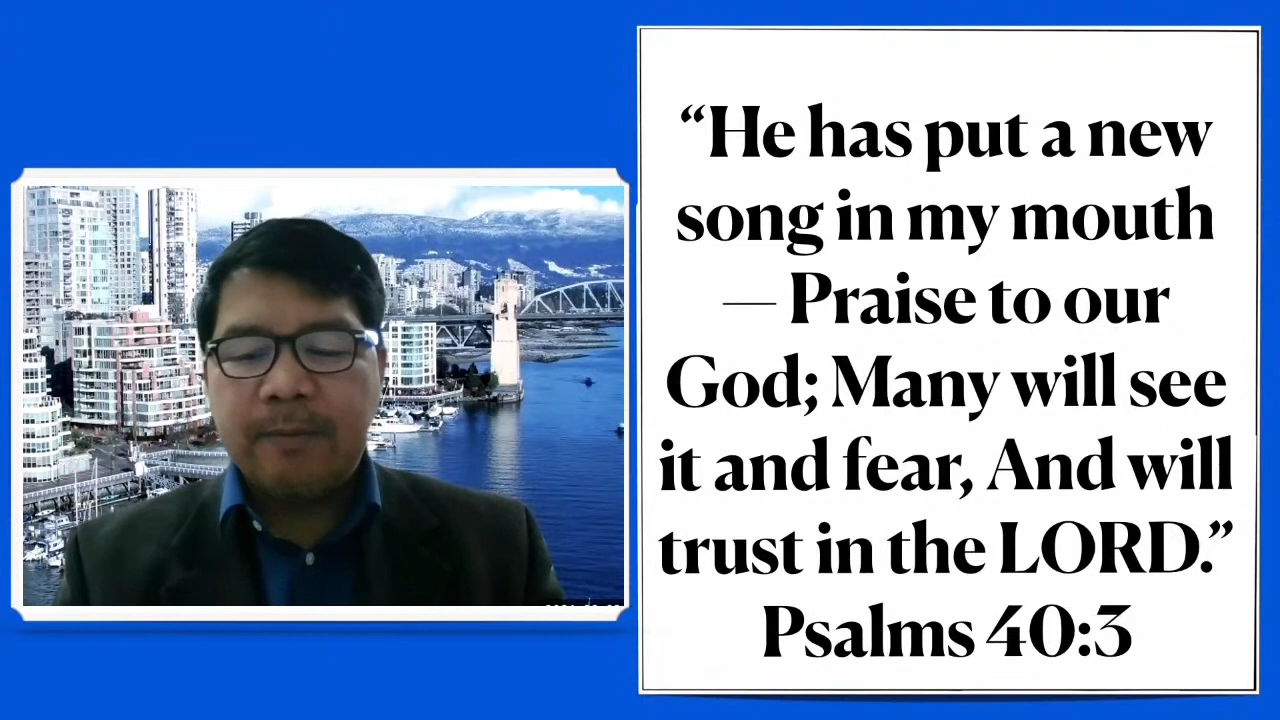 “He has put a new
song in my mouth
— Praise to our
God; Many will see
it and fear, And will
trust in the LORD.”
Psalms 40:3